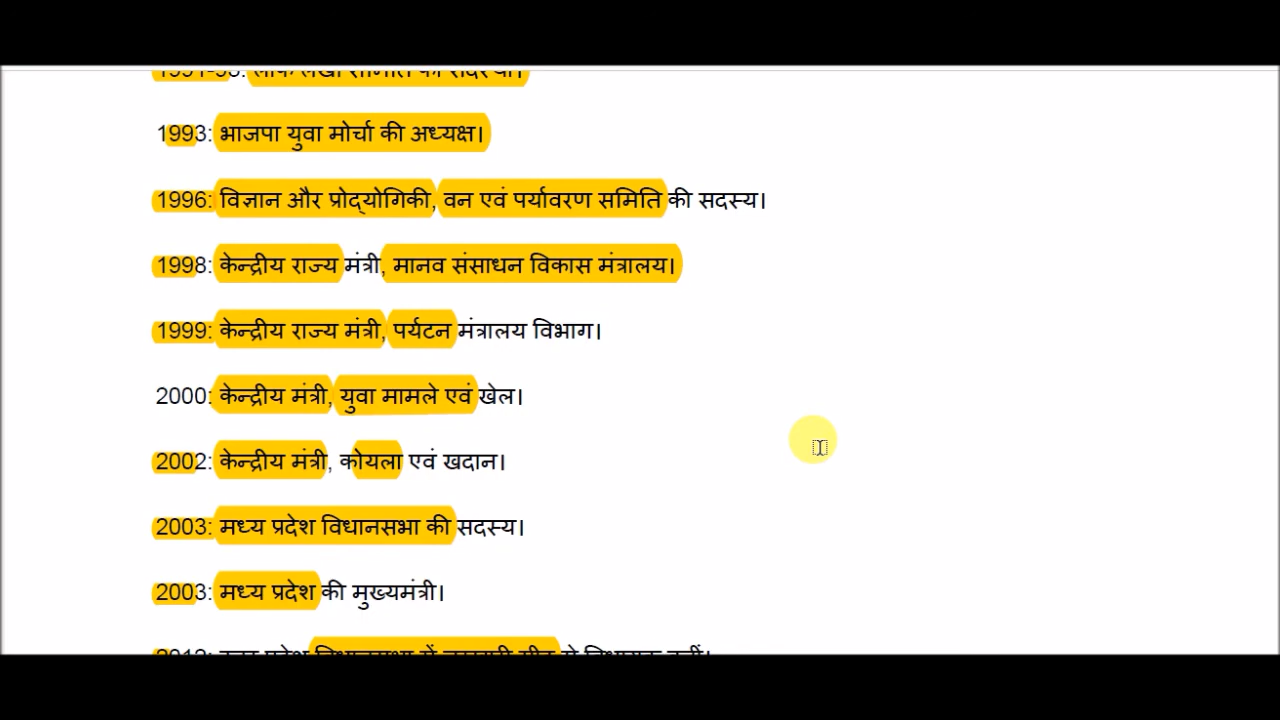 1993: भाजपा युवा मोर्चा की अध्यक्ष।
1996: विज्ञान और प्रोद्योगिकी, वन एवं पर्यावरण समिति की सदस्य।
1998: केन्द्रीय राज्य मंत्री, मानव संसाधन विकास मंत्रालय।
1999: केन्द्रीय राज्य मंत्री, पर्यटन मंत्रालय विभाग।
2000: केन्द्रीय मंत्री, युवा मामले एवं खेल।
2002: केन्द्रीय मंत्री, कोयला एवं खदान।
2003: मध्य प्रदेश विधानसभा की सदस्य।
2003: मध्य प्रदेश की मुख्यमंत्री।